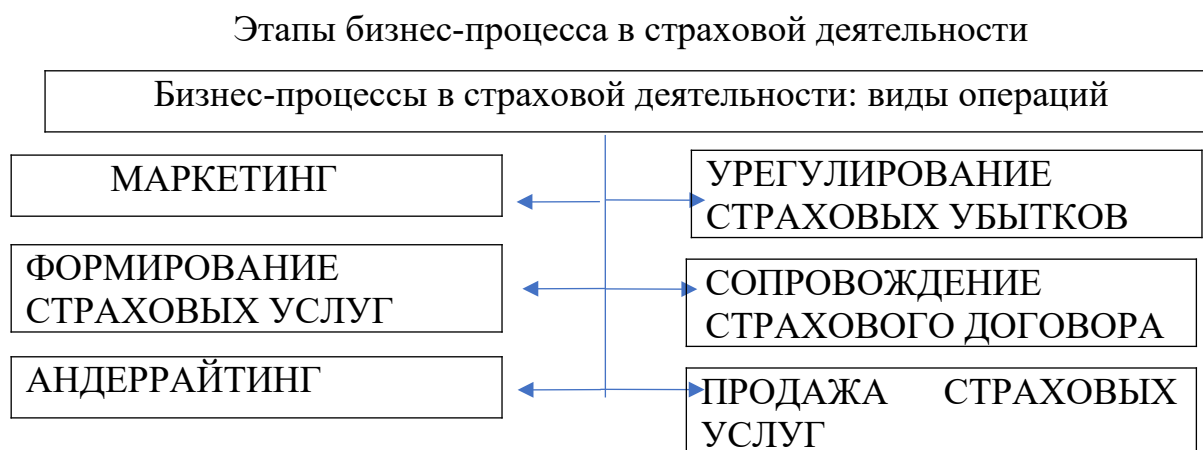 Этапы бизнес-процесса в страховой деятельности
Бизнес-процессы в страховой деятельности: виды операций
МАРКЕТИНГ
УРЕГУЛИРОВАНИЕ
СТРАХОВЫХ УБЫТКОВ
ФОРМИРОВАНИЕ
СТРАХОВЫХ УСЛУГ
СОПРОВОЖДЕНИЕ
СТРАХОВОГО ДОГОВОРА
АНДЕРРАЙТИНГ
ПРОДАЖА СТРАХОВЫХ
УСЛУГ